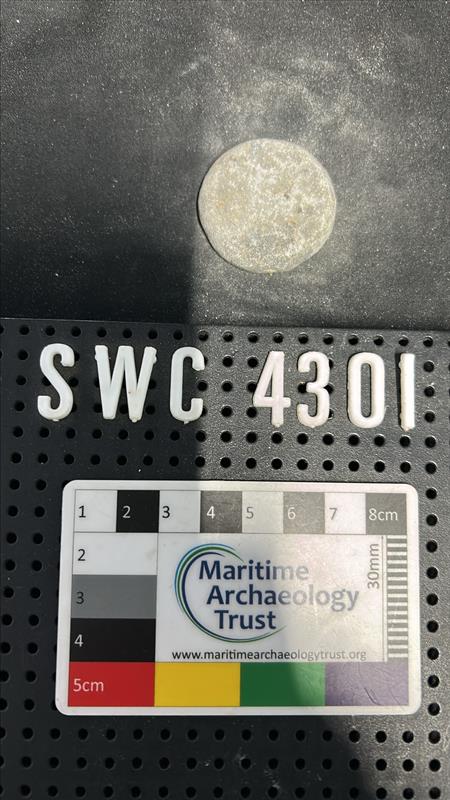 SWC 4301
1 2 3 4 5 6 7 8cm
2
3
4
5cm
30mm
Maritime
Archaeology
Trust
www.maritimearchaeologytrust.org